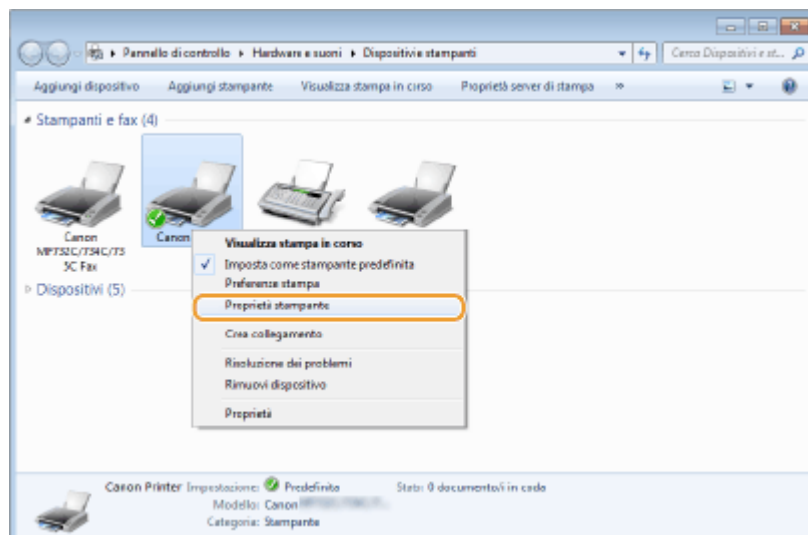 Pannello di controllo Hardware e suoni Dispositivi e stampanti
Cerca Dispositivi e st...
Aggiungi dispositivo Aggiungi stampante Visualizza stampa in corso Proprietà server di stampa »
Stampanti e fax (4)
Canon
MF732C/734C/73
5C Fax
Canon
Visualizza stampa in corso
Imposta come stampante predefinita
Preferenze stampa
Proprietà stampante
Crea collegamento
Risoluzione dei problemi
Rimuovi dispositivo
Proprietà
Dispositivi (5)
Canon Printer Impostazione: Predefinita Stato: 0 documento/i in coda
Modello: Canon
Categoria: Stampante